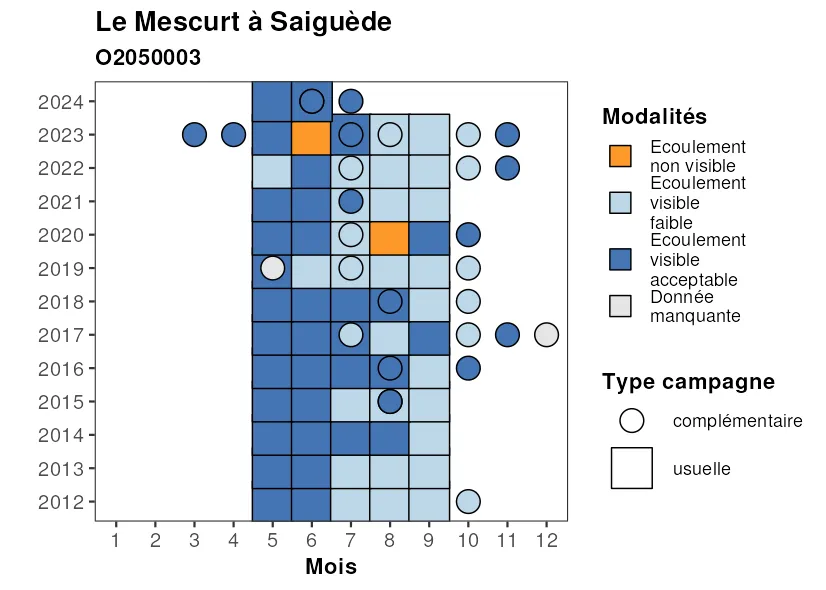 Le Mescurt à Saiguède
O2050003
2024
2023
2022
2021
2020
2019
2018
2017
2016
2015
2014
2013
2012
1 2 3 4 5 6 7 8 9 10 11 12
Mois
Modalités
Ecoulement
non visible
Ecoulement
visible
faible
Ecoulement
visible
acceptable
Donnée
manquante
Type campagne
complémentaire
usuelle